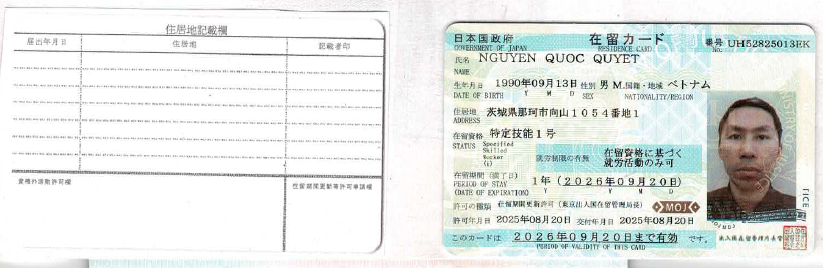 住居地記載欄
届出年月日 住居地 記載者印
資格外活動許可欄 在留期間更新等許可申請欄
日本国政府 在留カード 番号 UH52825013EK
GOVERNMENT OF JAPAN RESIDENCE CARD NO.
氏名 NGUYEN QUOC QUYET
NAME
生年月日 1990年09月13日 性別 男 M. 国籍・地域 ベトナム
DATE OF BIRTH Y M D SEX NATIONALITY/REGION
住居地 茨城県那珂市向山1054番地1
ADDRESS
在留資格 特定技能1号
STATUS Specified
Skilled
Worker
(i)
就労制限の有無 在留資格に基づく
就労活動のみ可
在留期間 (満了日) 1年 (2026年09月20日)
PERIOD OF STAY
(DATE OF EXPIRATION) Y M D
許可の種類 在留期間更新許可 (東京出入国在留管理局長)
MOJ
許可年月日 2025年08月20日 交付年月日 2025年08月20日
このカードは 2026年09月20日まで有効 です。
PERIOD OF VALIDITY OF THIS CARD